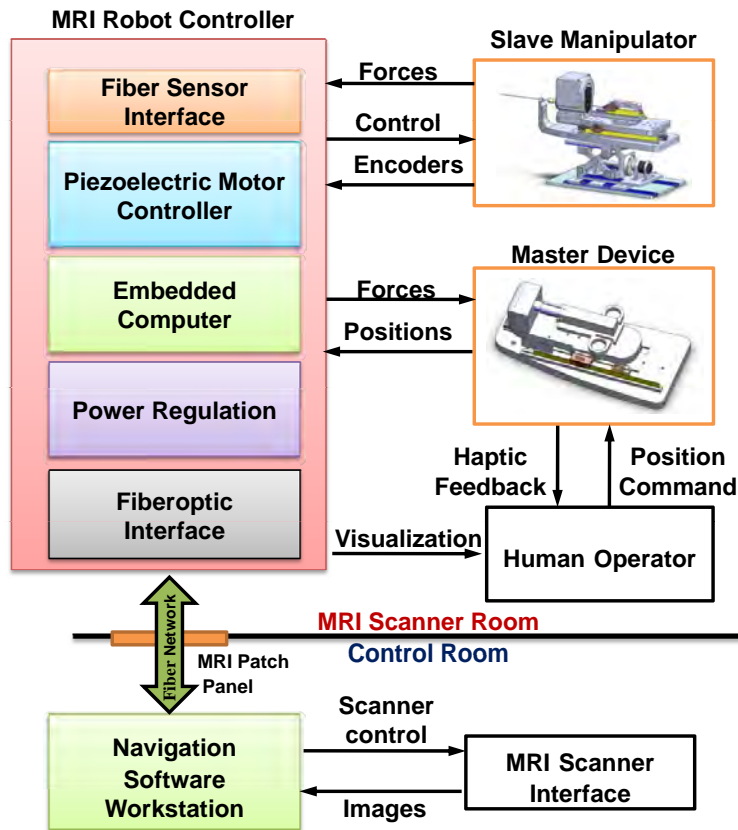 MRI Robot Controller
Fiber Sensor
Interface
Piezoelectric Motor
Controller
Embedded
Computer
Power Regulation
Fiberoptic
Interface
Slave Manipulator
Forces
Control
Encoders
Master Device
Forces
Positions
Haptic
Feedback
Position
Command
Visualization
Human Operator
MRI Scanner Room
Control Room
Fiber Network
MRI Patch
Panel
Navigation
Software
Workstation
Scanner
control
Images
MRI Scanner
Interface